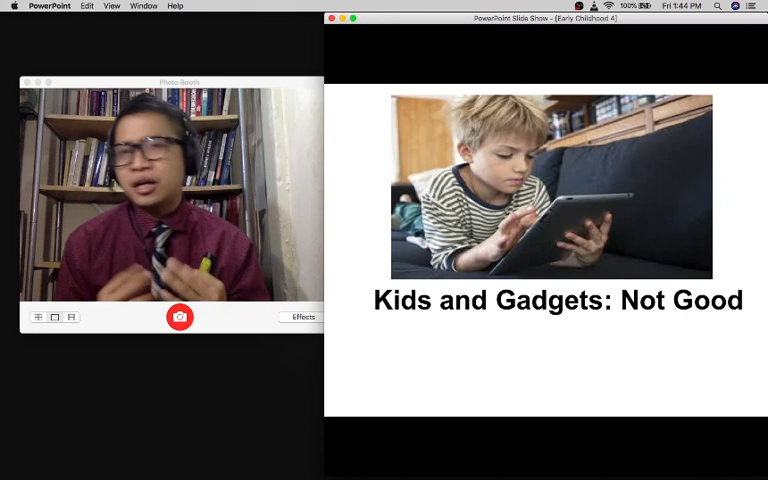 PowerPoint Edit View Window Help
100% Fri 1:44 PM
PowerPoint Slide Show - [Early Childhood 4]
Photo Booth
Kids and Gadgets: Not Good
Effects